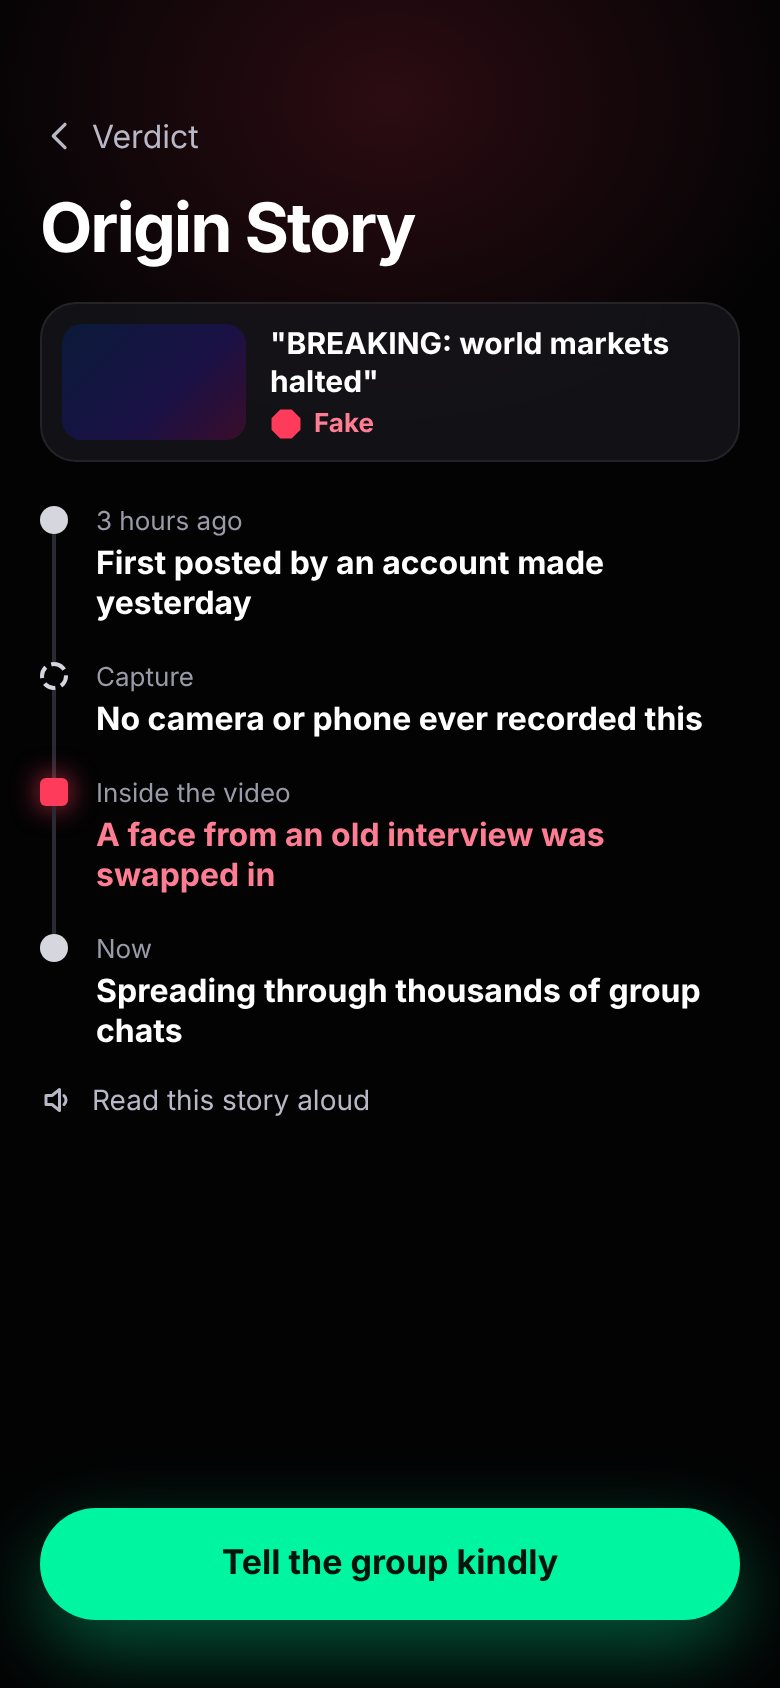 Verdict
Origin Story
"BREAKING: world markets
halted"
Fake
3 hours ago
First posted by an account made
yesterday
Capture
No camera or phone ever recorded this
Inside the video
A face from an old interview was
swapped in
Now
Spreading through thousands of group
chats
Read this story aloud
Tell the group kindly